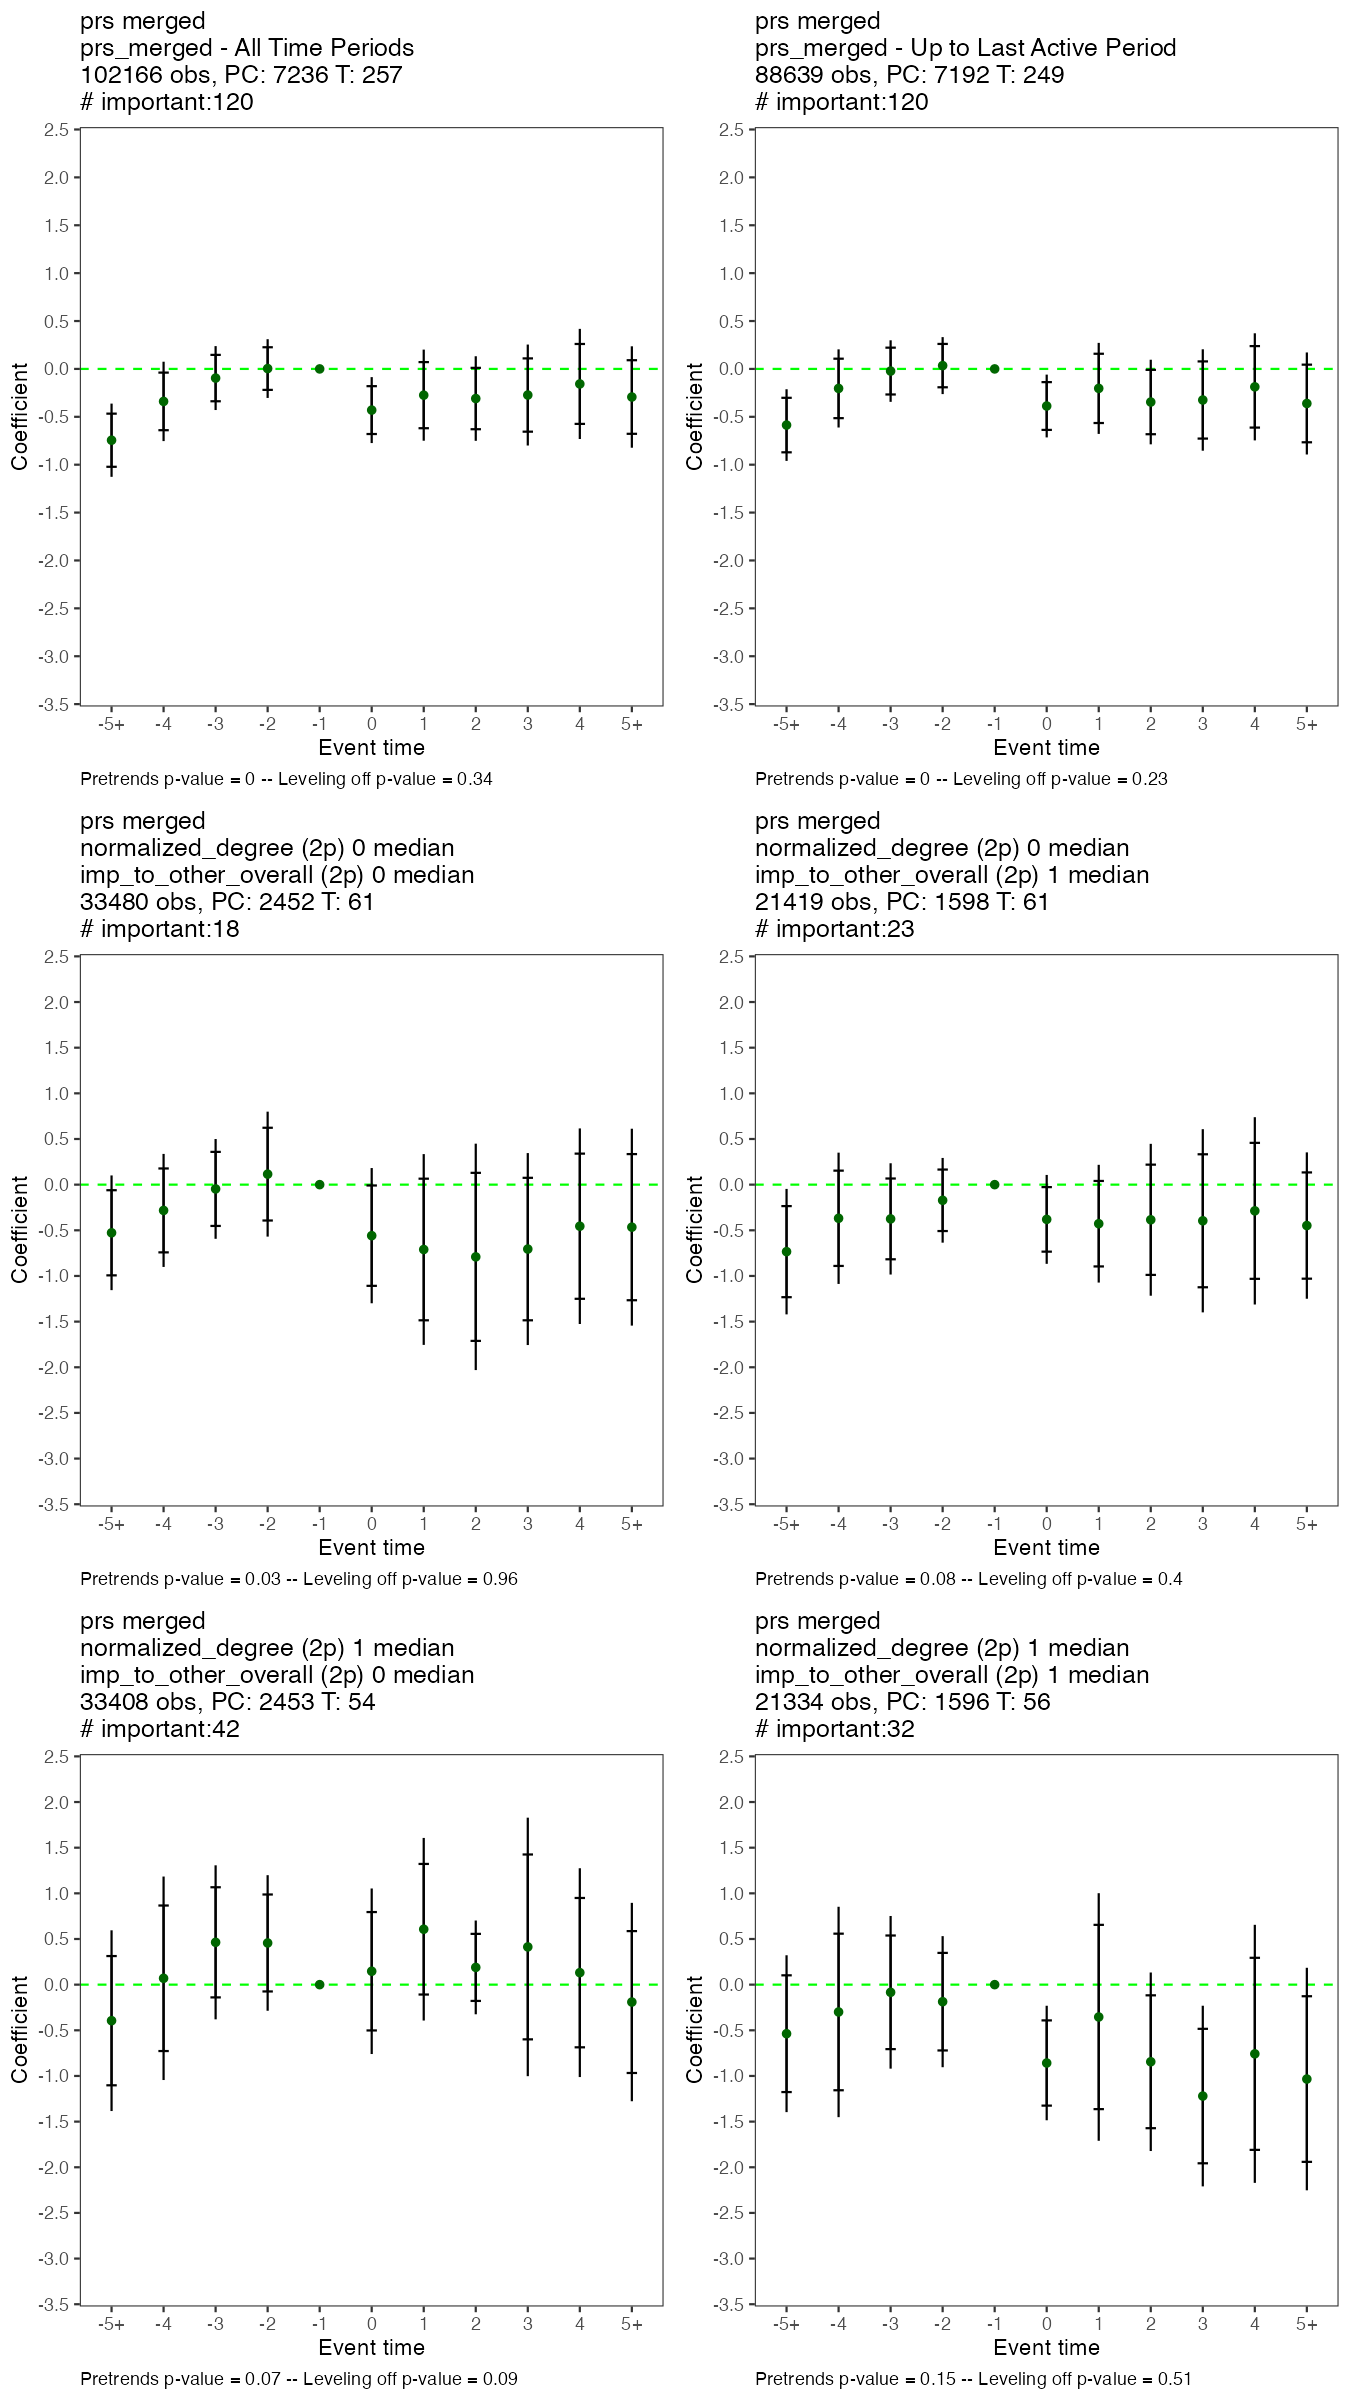 prs merged
prs_merged - All Time Periods
102166 obs, PC: 7236 T: 257
# important:120
2.5
2.0
1.5
1.0
0.5
0.0
-0.5
-1.0
-1.5
-2.0
-2.5
-3.0
-3.5
Coefficient
-5+ -4 -3 -2 -1 0 1 2 3 4 5+
Event time
Pretrends p-value = 0 -- Leveling off p-value = 0.34
prs merged
prs_merged - Up to Last Active Period
88639 obs, PC: 7192 T: 249
# important:120
2.5
2.0
1.5
1.0
0.5
0.0
-0.5
-1.0
-1.5
-2.0
-2.5
-3.0
-3.5
Coefficient
-5+ -4 -3 -2 -1 0 1 2 3 4 5+
Event time
Pretrends p-value = 0 -- Leveling off p-value = 0.23
prs merged
normalized_degree (2p) 0 median
imp_to_other_overall (2p) 0 median
33480 obs, PC: 2452 T: 61
# important:18
2.5
2.0
1.5
1.0
0.5
0.0
-0.5
-1.0
-1.5
-2.0
-2.5
-3.0
-3.5
Coefficient
-5+ -4 -3 -2 -1 0 1 2 3 4 5+
Event time
Pretrends p-value = 0.03 -- Leveling off p-value = 0.96
prs merged
normalized_degree (2p) 0 median
imp_to_other_overall (2p) 1 median
21419 obs, PC: 1598 T: 61
# important:23
2.5
2.0
1.5
1.0
0.5
0.0
-0.5
-1.0
-1.5
-2.0
-2.5
-3.0
-3.5
Coefficient
-5+ -4 -3 -2 -1 0 1 2 3 4 5+
Event time
Pretrends p-value = 0.08 -- Leveling off p-value = 0.4
prs merged
normalized_degree (2p) 1 median
imp_to_other_overall (2p) 0 median
33408 obs, PC: 2453 T: 54
# important:42
2.5
2.0
1.5
1.0
0.5
0.0
-0.5
-1.0
-1.5
-2.0
-2.5
-3.0
-3.5
Coefficient
-5+ -4 -3 -2 -1 0 1 2 3 4 5+
Event time
Pretrends p-value = 0.07 -- Leveling off p-value = 0.09
prs merged
normalized_degree (2p) 1 median
imp_to_other_overall (2p) 1 median
21334 obs, PC: 1596 T: 56
# important:32
2.5
2.0
1.5
1.0
0.5
0.0
-0.5
-1.0
-1.5
-2.0
-2.5
-3.0
-3.5
Coefficient
-5+ -4 -3 -2 -1 0 1 2 3 4 5+
Event time
Pretrends p-value = 0.15 -- Leveling off p-value = 0.51